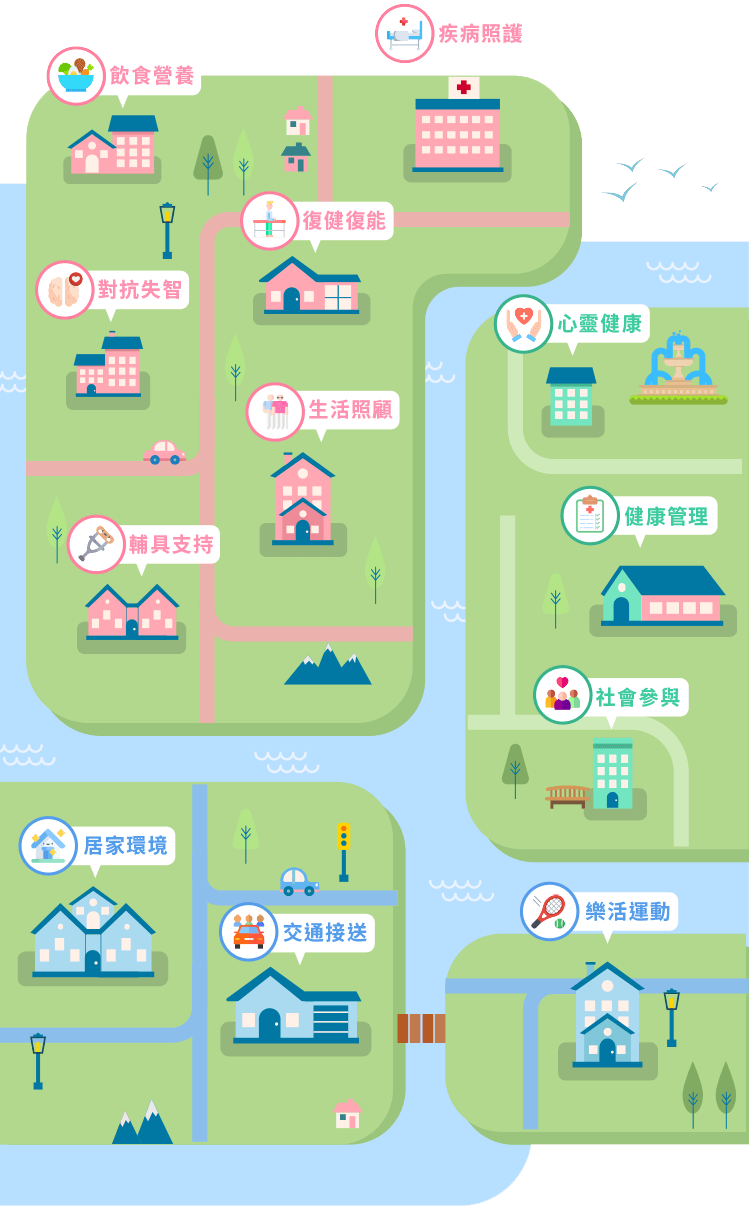 疾病照護
飲食營養
復健復能
對抗失智
心靈健康
生活照顧
健康管理
輔具支持
社會參與
居家環境
樂活運動
交通接送